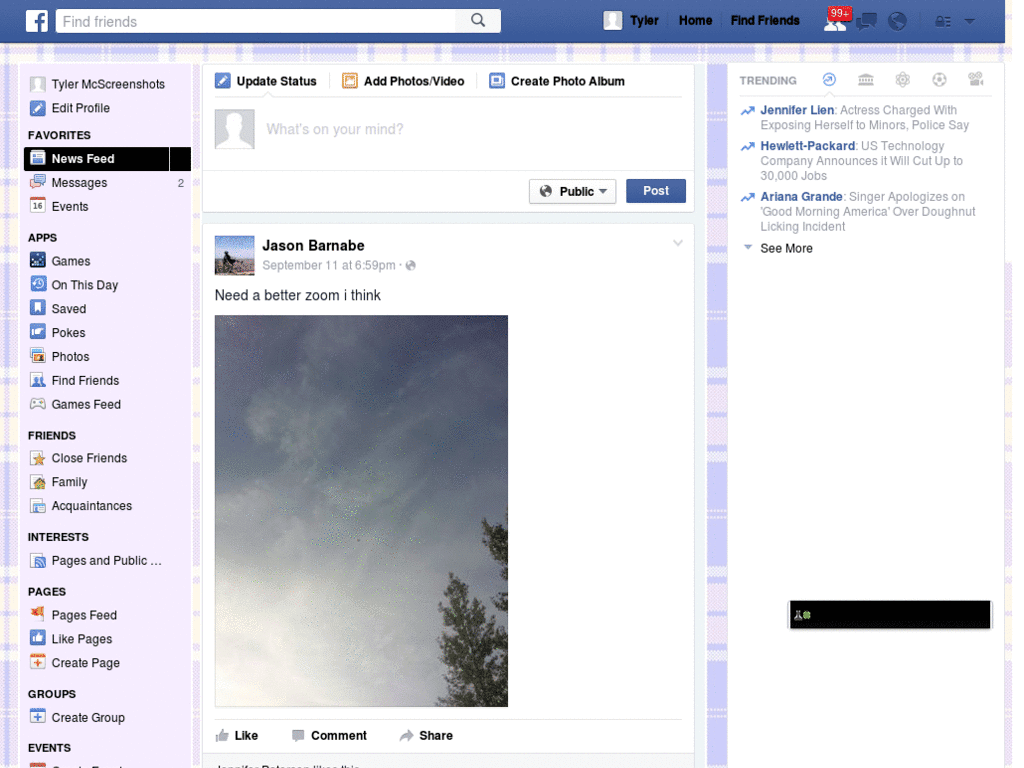 Find friends
Tyler
Home
Find Friends
99+
Tyler McScreenshots
Edit Profile
FAVORITES
News Feed
Messages 2
16 Events
APPS
Games
On This Day
Saved
Pokes
Photos
Find Friends
Games Feed
FRIENDS
Close Friends
Family
Acquaintances
INTERESTS
Pages and Public ...
PAGES
Pages Feed
Like Pages
Create Page
GROUPS
Create Group
EVENTS
Update Status
Add Photos/Video
Create Photo Album
What's on your mind?
Public
Post
Jason Barnabe
September 11 at 6:59pm ·
Need a better zoom i think
Like
Comment
Share
TRENDING
Jennifer Lien: Actress Charged With
Exposing Herself to Minors, Police Say
Hewlett-Packard: US Technology
Company Announces it Will Cut Up to
30,000 Jobs
Ariana Grande: Singer Apologizes on
'Good Morning America' Over Doughnut
Licking Incident
See More